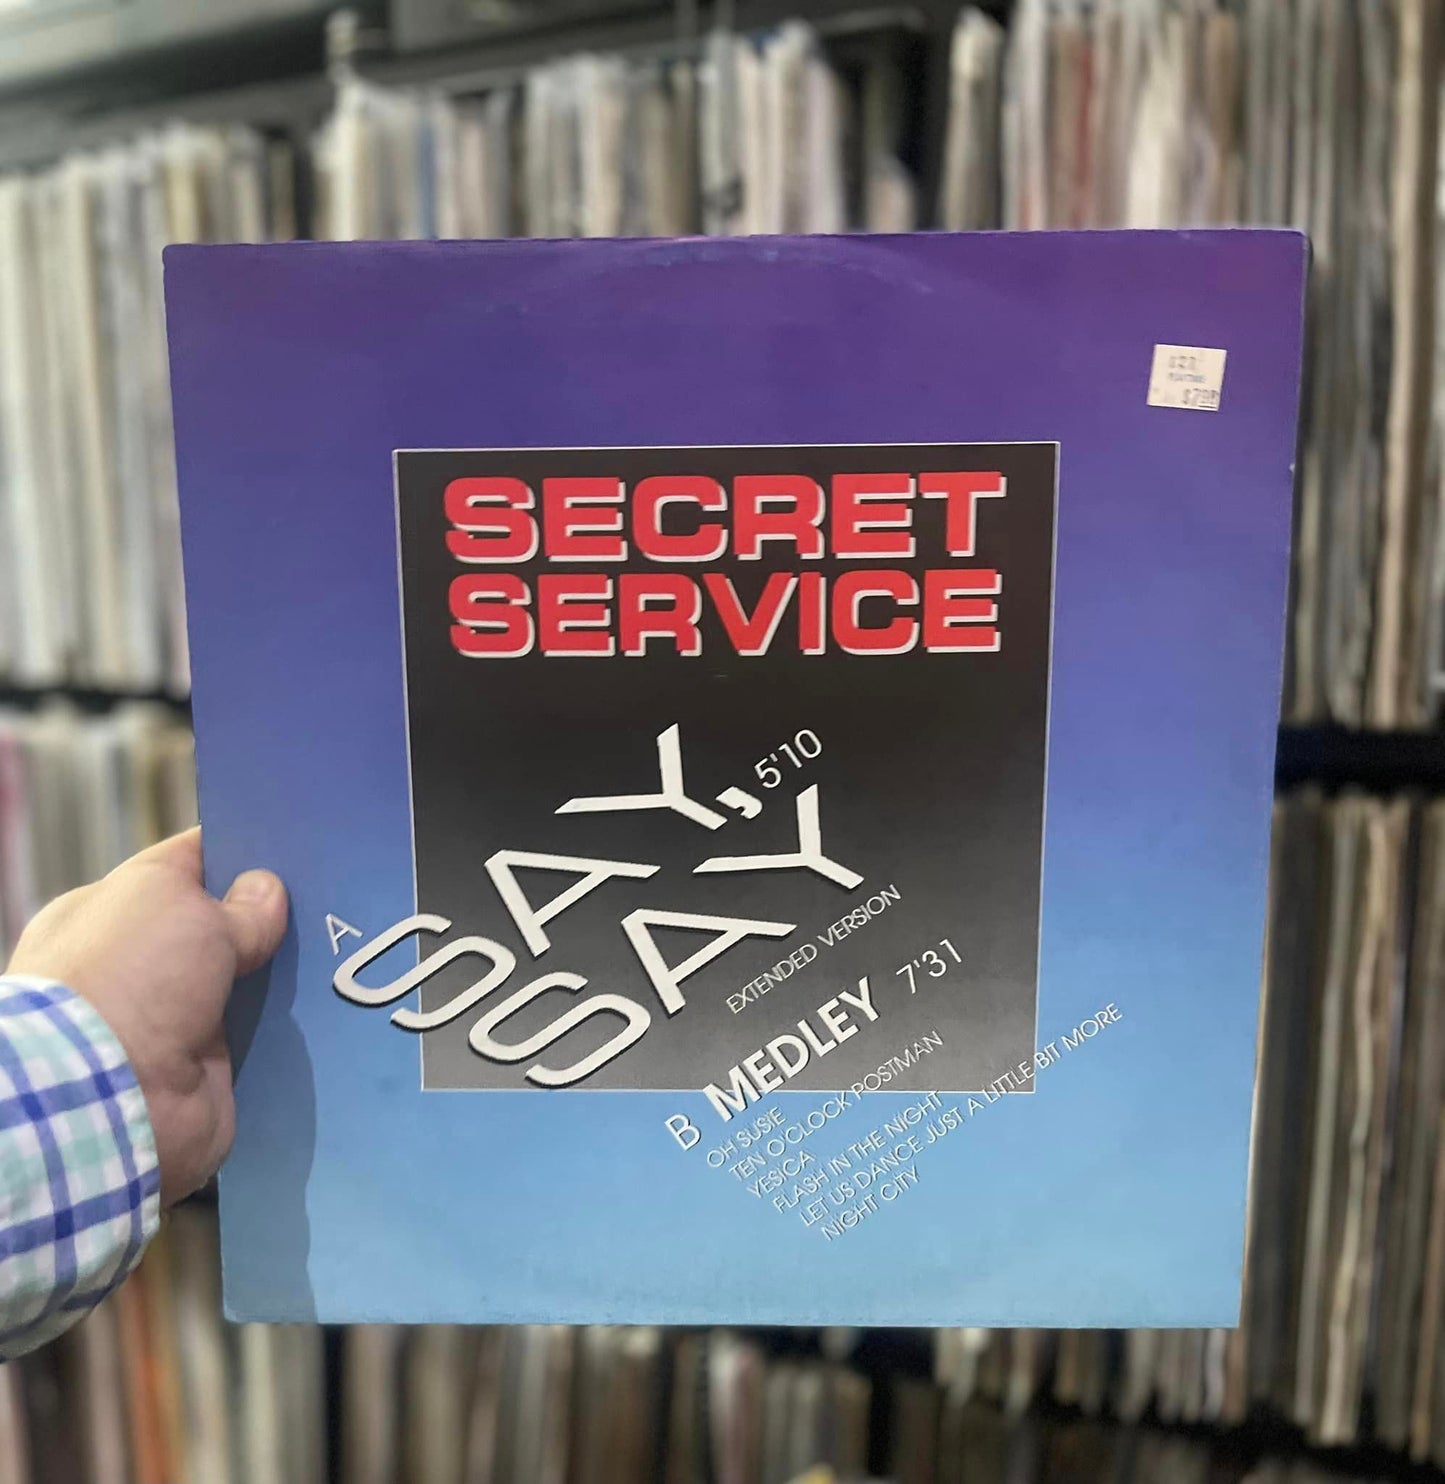 SECRET
SERVICE
A SAY, 5'10
SAY
EXTENDED VERSION
B MEDLEY 7'31
OH SUSIE
TEN O'CLOCK POSTMAN
YESICA
FLASH IN THE NIGHT
LET US DANCE JUST A LITTLE BIT MORE
NIGHT CITY